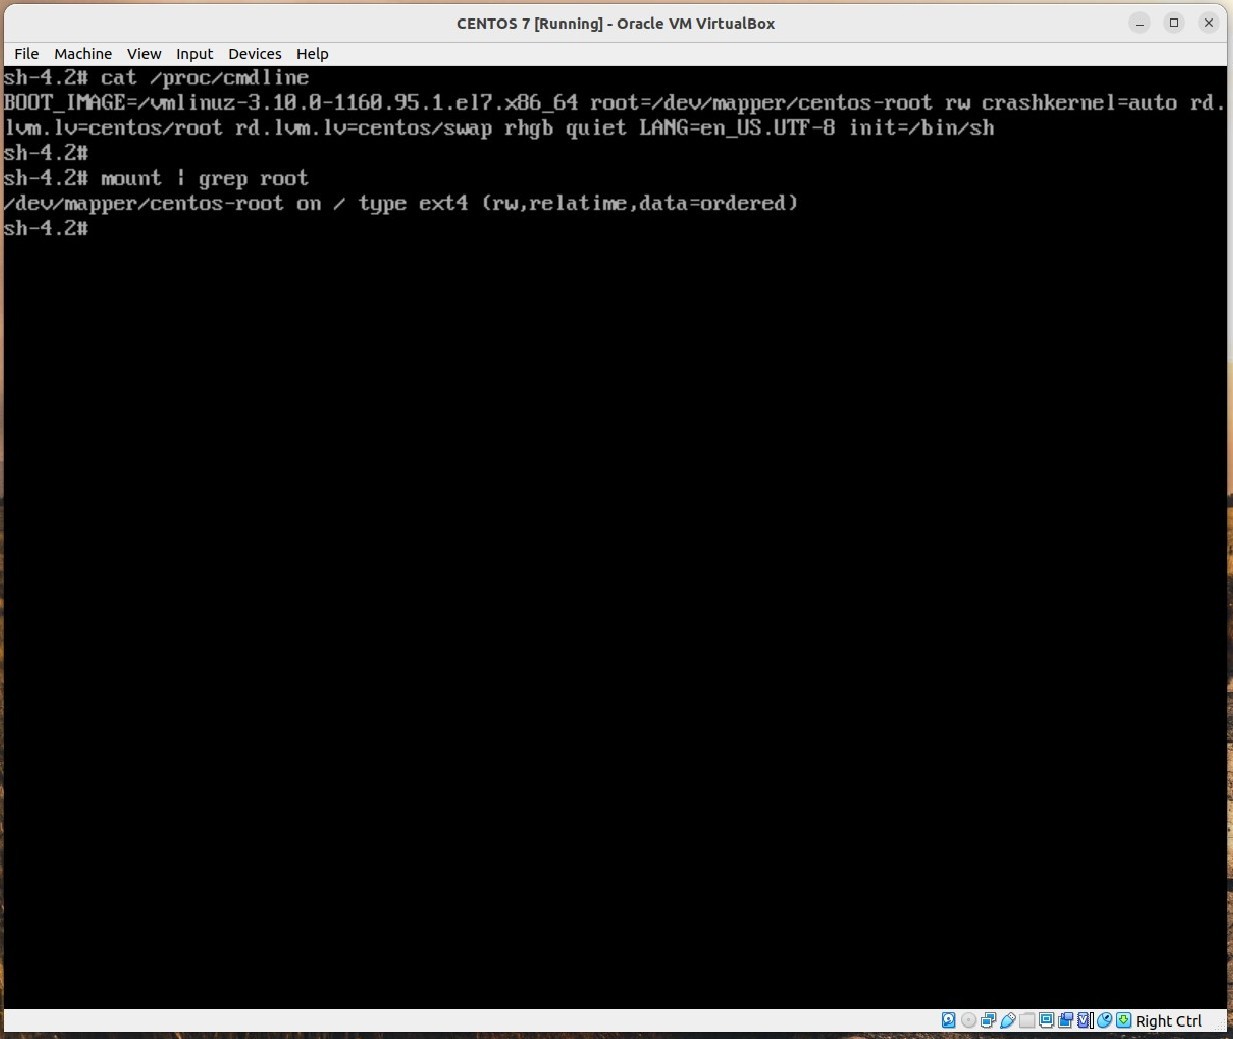 CENTOS 7 [Running] - Oracle VM VirtualBox
File Machine View Input Devices Help
sh-4.2# cat /proc/cmdline
BOOT_IMAGE=/vmlinuz-3.10.0-1160.95.1.el7.x86_64 root=/dev/mapper/centos-root rw crashkernel=auto rd.
lvm.lv=centos/root rd.lvm.lv=centos/swap rhgb quiet LANG=en_US.UTF-8 init=/bin/sh
sh-4.2#
sh-4.2# mount | grep root
/dev/mapper/centos-root on / type ext4 (rw,relatime,data=ordered)
sh-4.2#
Right Ctrl